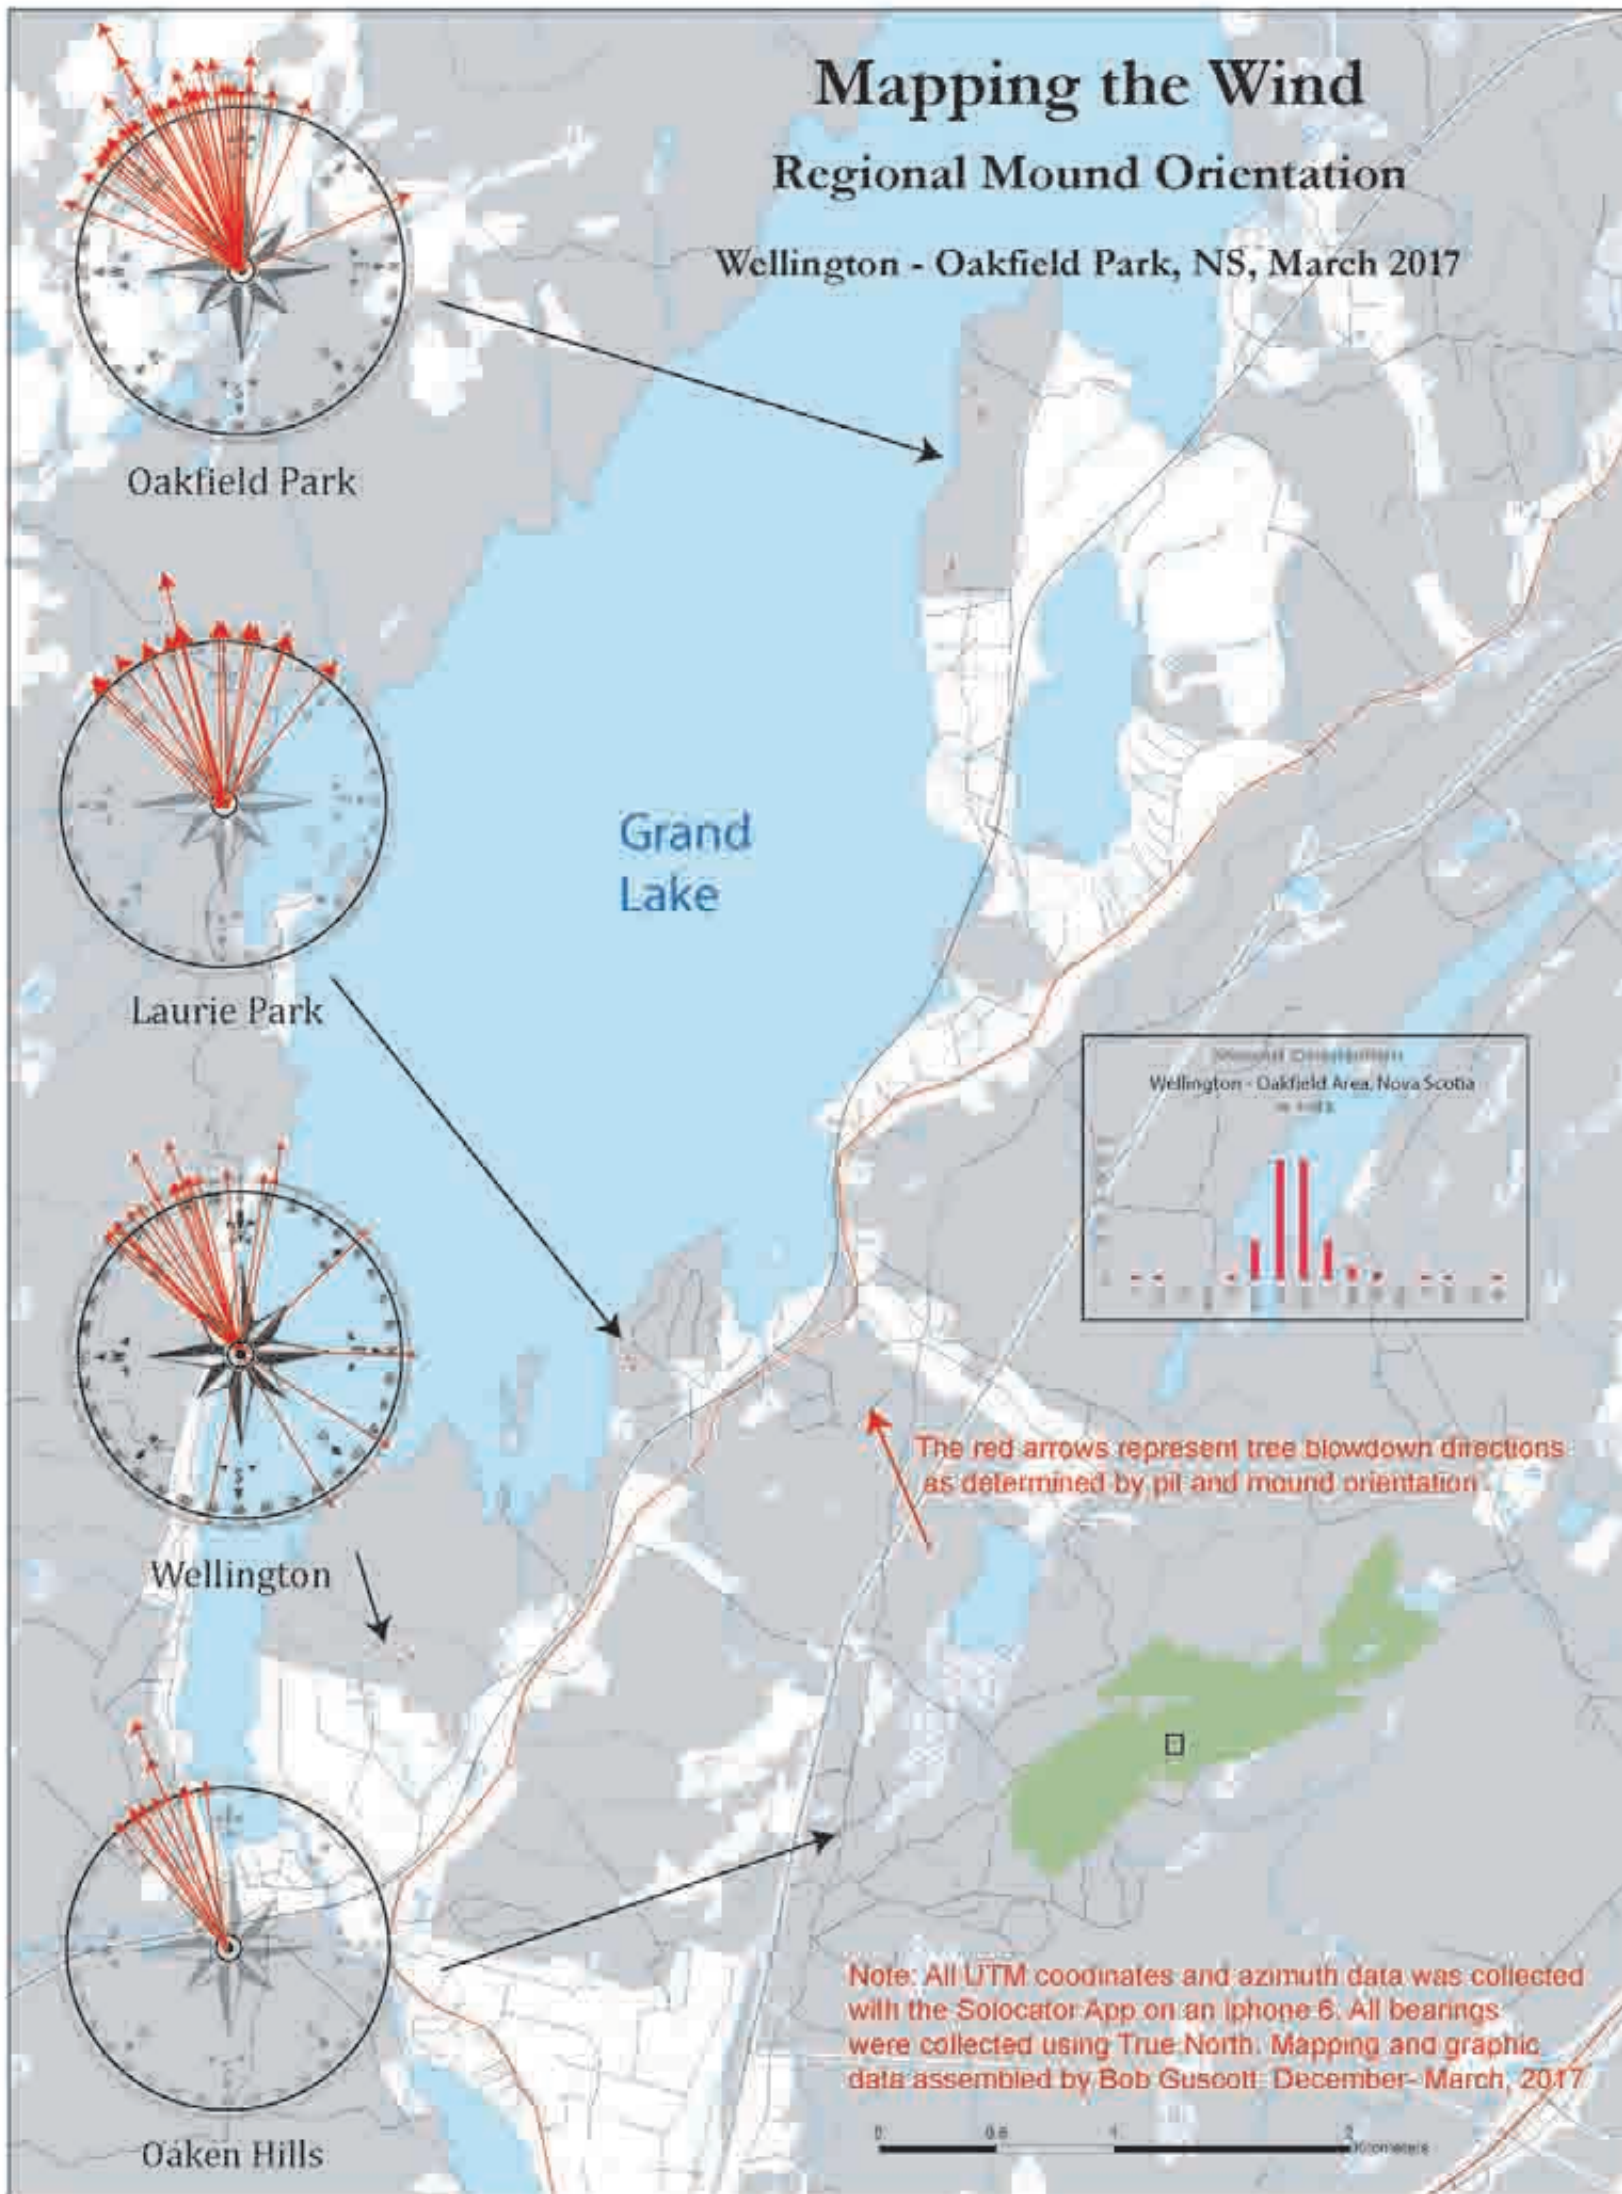 Mapping the Wind
Regional Mound Orientation
Wellington - Oakfield Park, NS, March 2017
Oakfield Park
Grand
Lake
Laurie Park
Wellington - Oakfield Area, Nova Scotia
The red arrows represent tree blowdown directions
as determined by pit and mound orientation
Wellington
Note: All UTM coodinates and azimuth data was collected
with the Solocator App on an iphone 6. All bearings
were collected using True North. Mapping and graphic
data assembled by Bob Guscott December- March, 2017
Oaken Hills
Kilometers